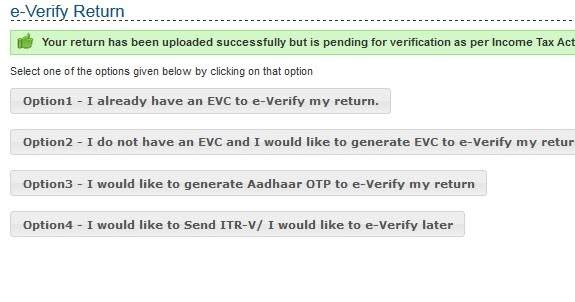 e-Verify Return
Your return has been uploaded successfully but is pending for verification as per Income Tax Act
Select one of the options given below by clicking on that option
Option1 - I already have an EVC to e-Verify my return.
Option2 - I do not have an EVC and I would like to generate EVC to e-Verify my retur
Option3 - I would like to generate Aadhaar OTP to e-Verify my return
Option4 - I would like to Send ITR-V/ I would like to e-Verify later